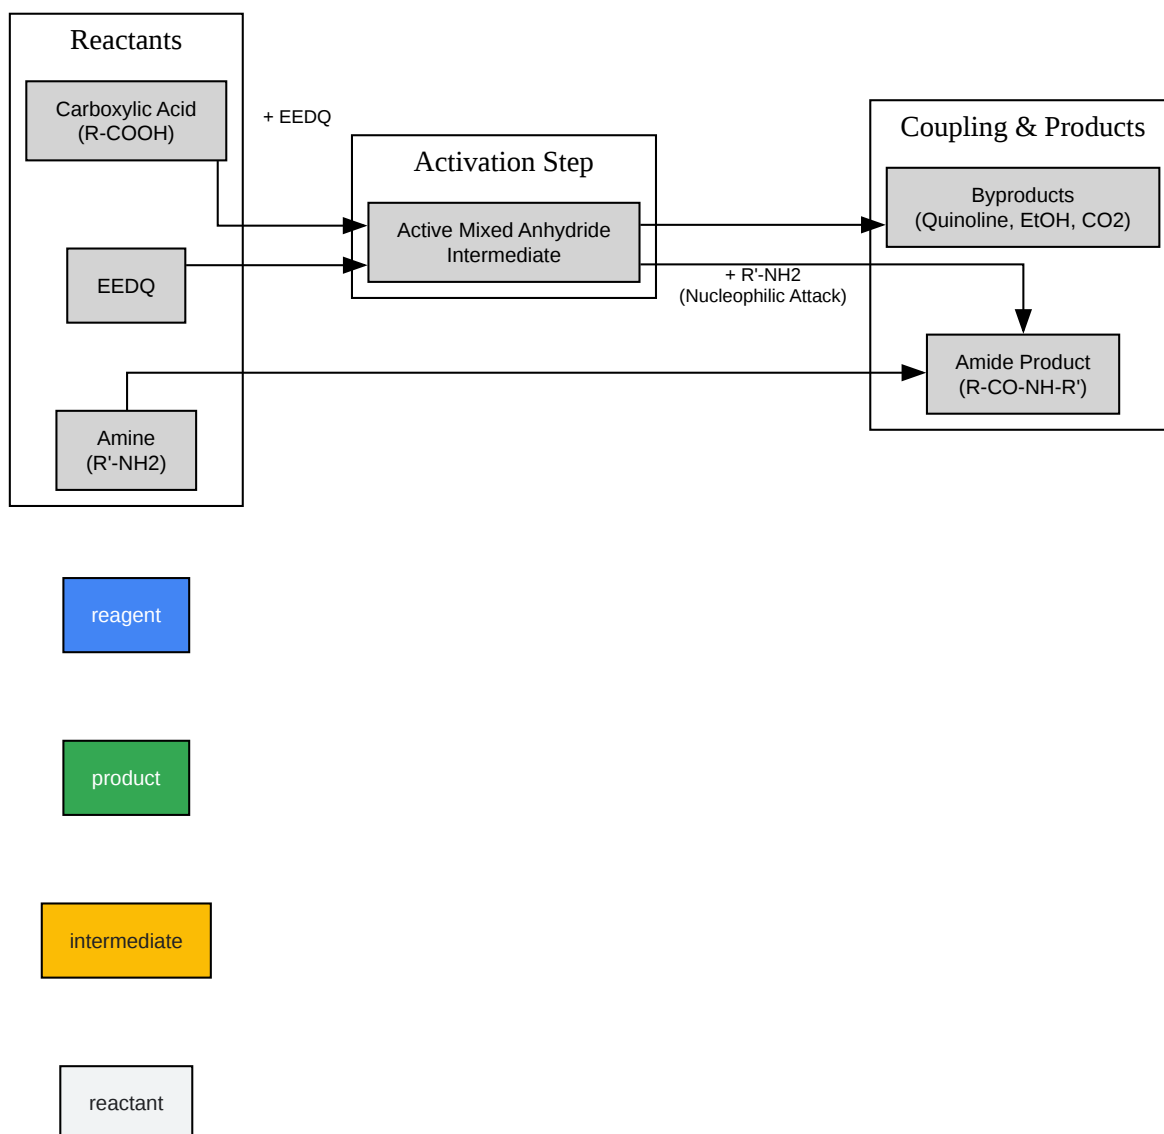 Reactants
Carboxylic Acid
(R-COOH)
+ EEDQ
EEDQ
Amine
(R'-NH2)
Activation Step
Active Mixed Anhydride
Intermediate
+ R'-NH2
(Nucleophilic Attack)
Coupling & Products
Byproducts
(Quinoline, EtOH, CO2)
Amide Product
(R-CO-NH-R')
reagent
product
intermediate
reactant